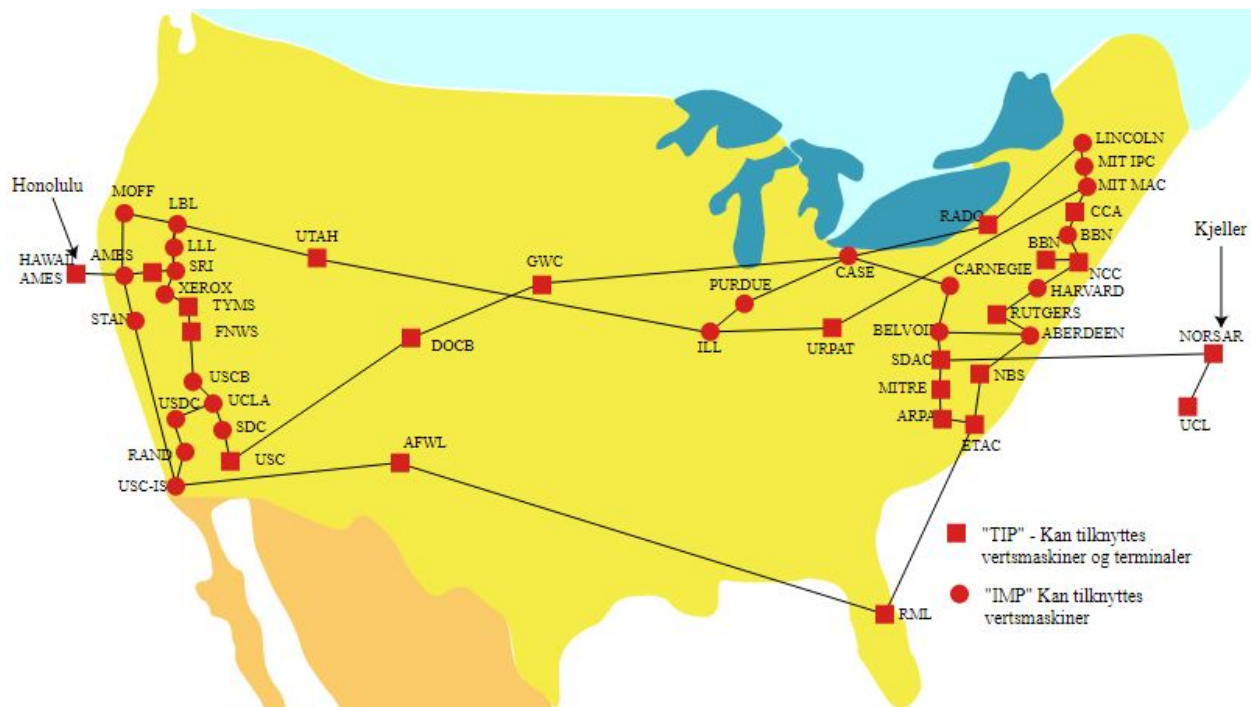 LINCOLN
MIT IPC
MIT MAC
Honolulu
MOFF
LBL
CCA
RADO
Kjeller
UTAH
LLL
BBN
BBN
HAWAII
AMES
AMES
SRI
GWC
CASE
CARNEGIE
NCC
XEROX
PURDUE
HARVARD
TYMS
STAN
FNWS
RUTGERS
DOCB
ILL
URPAT
BELVOIR
ABERDEEN
NORSAR
SDAC
NBS
USCB
MITRE
USDC
UCLA
ARPA
UCL
SDC
ETAC
AFWL
RAND
USC
USC-IS
"TIP" - Kan tilknyttes
vertsmaskiner og terminaler
"IMP" Kan tilknyttes
vertsmaskiner
RML